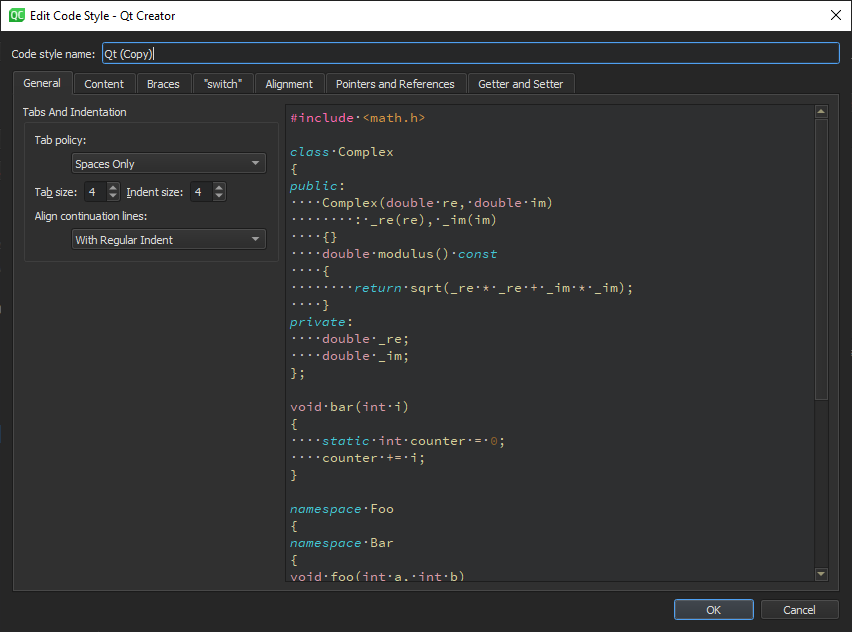 QC Edit Code Style - Qt Creator
Code style name: Qt (Copy)
General Content Braces "switch" Alignment Pointers and References Getter and Setter
Tabs And Indentation
Tab policy:
Spaces Only
Tab size: 4 Indent size: 4
Align continuation lines:
With Regular Indent
#include·<math.h>
class·Complex
{
public:
····Complex(double·re,·double·im)
········:·_re(re),·_im(im)
····{}
····double·modulus()·const
····{
········return·sqrt(_re·*·_re·+·_im·*·_im);
····}
private:
····double·_re;
····double·_im;
};
void·bar(int·i)
{
····static·int·counter·=·0;
····counter·+=·i;
}
namespace·Foo
{
namespace·Bar
{
void·foo(int·a,·int·b)
OK Cancel